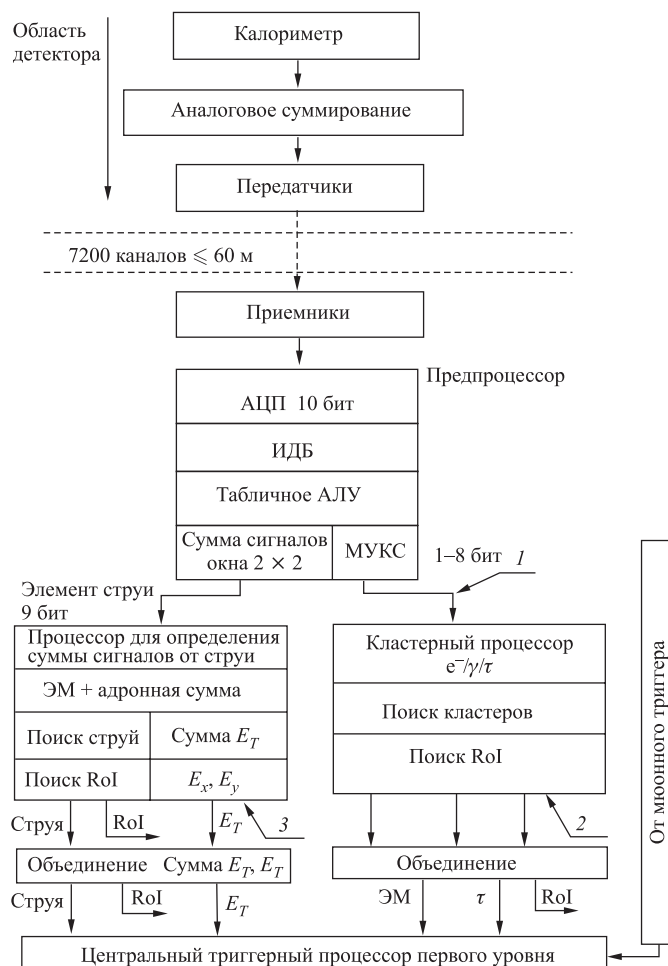 Область
детектора
Калориметр
Аналоговое суммирование
Передатчики
7200 каналов ⩽ 60 м
Приемники
Предпроцессор
АЦП 10 бит
ИДБ
Табличное АЛУ
Сумма сигналов
окна 2 × 2
МУКС
1–8 бит
1
Элемент струи
9 бит
Процессор для определения
суммы сигналов от струи
ЭМ + адронная сумма
Поиск струй
Сумма E_T
Поиск RoI
E_x, E_y
Кластерный процессор
e⁻/γ/τ
Поиск кластеров
Поиск RoI
Струя
RoI
E_T
3
2
Объединение Сумма E_T, E_T
Объединение
Струя
RoI
E_T
ЭМ
τ
RoI
От мюонного триггера
Центральный триггерный процессор первого уровня